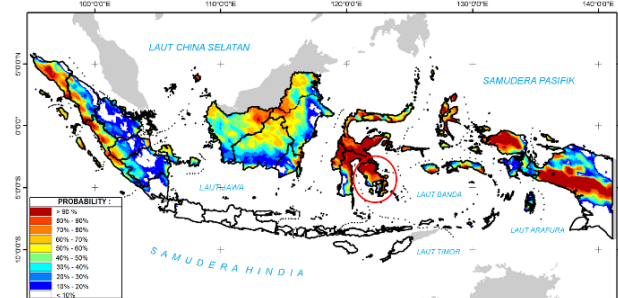 100°0'0"E 110°0'0"E 120°0'0"E 130°0'0"E 140°0'0"E
LAUT CHINA SELATAN
SAMUDERA PASIFIK
5°0'0"N
0°0'
5°0'0"S
10°0'0"S
LAUT JAWA
LAUT BANDA
LAUT ARAFURA
LAUT TIMOR
SAMUDERA HINDIA
PROBABILITY :
> 90 %
80% - 90%
70% - 80%
60% - 70%
50% - 60%
40% - 50%
30% - 40%
20% - 30%
10% - 20%
< 10%